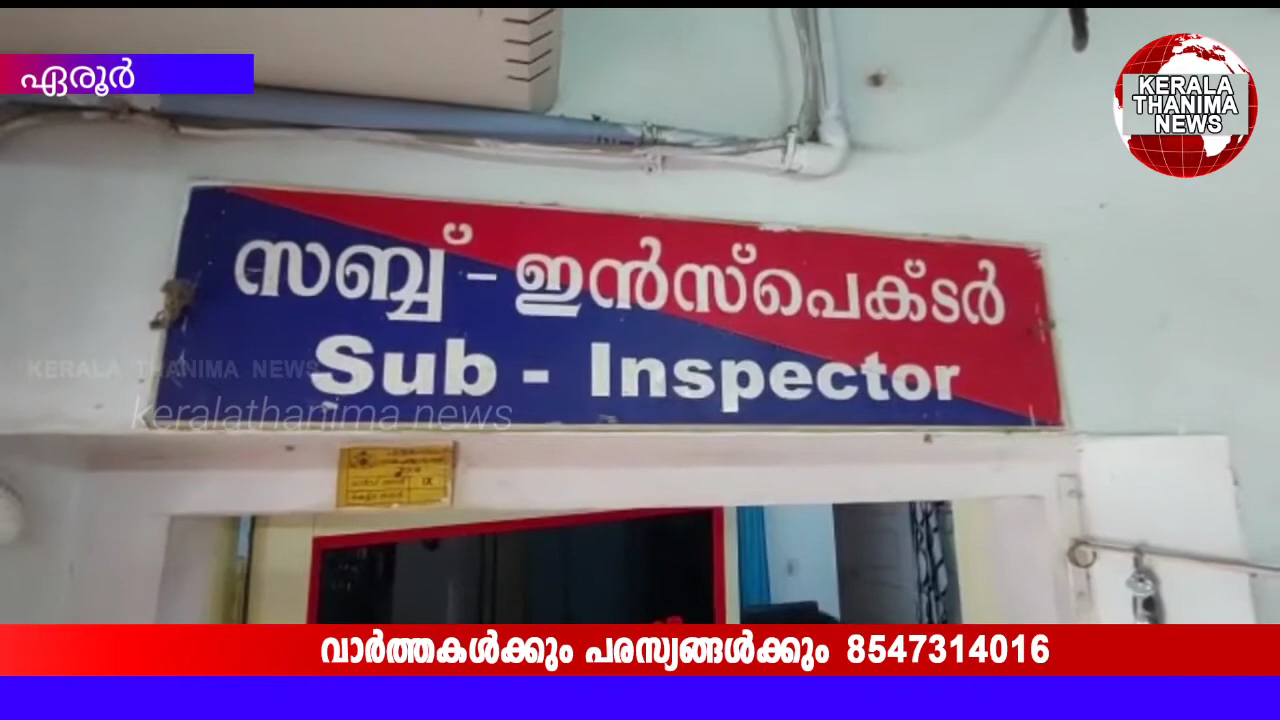 ഏരൂർ
KERALA
THANIMA
NEWS
സബ്ബ് - ഇൻസ്പെക്ടർ
Sub - Inspector
KERALA THANIMA NEWS
keralathanima news
IX
വാർത്തകൾക്കും പരസ്യങ്ങൾക്കും 8547314016